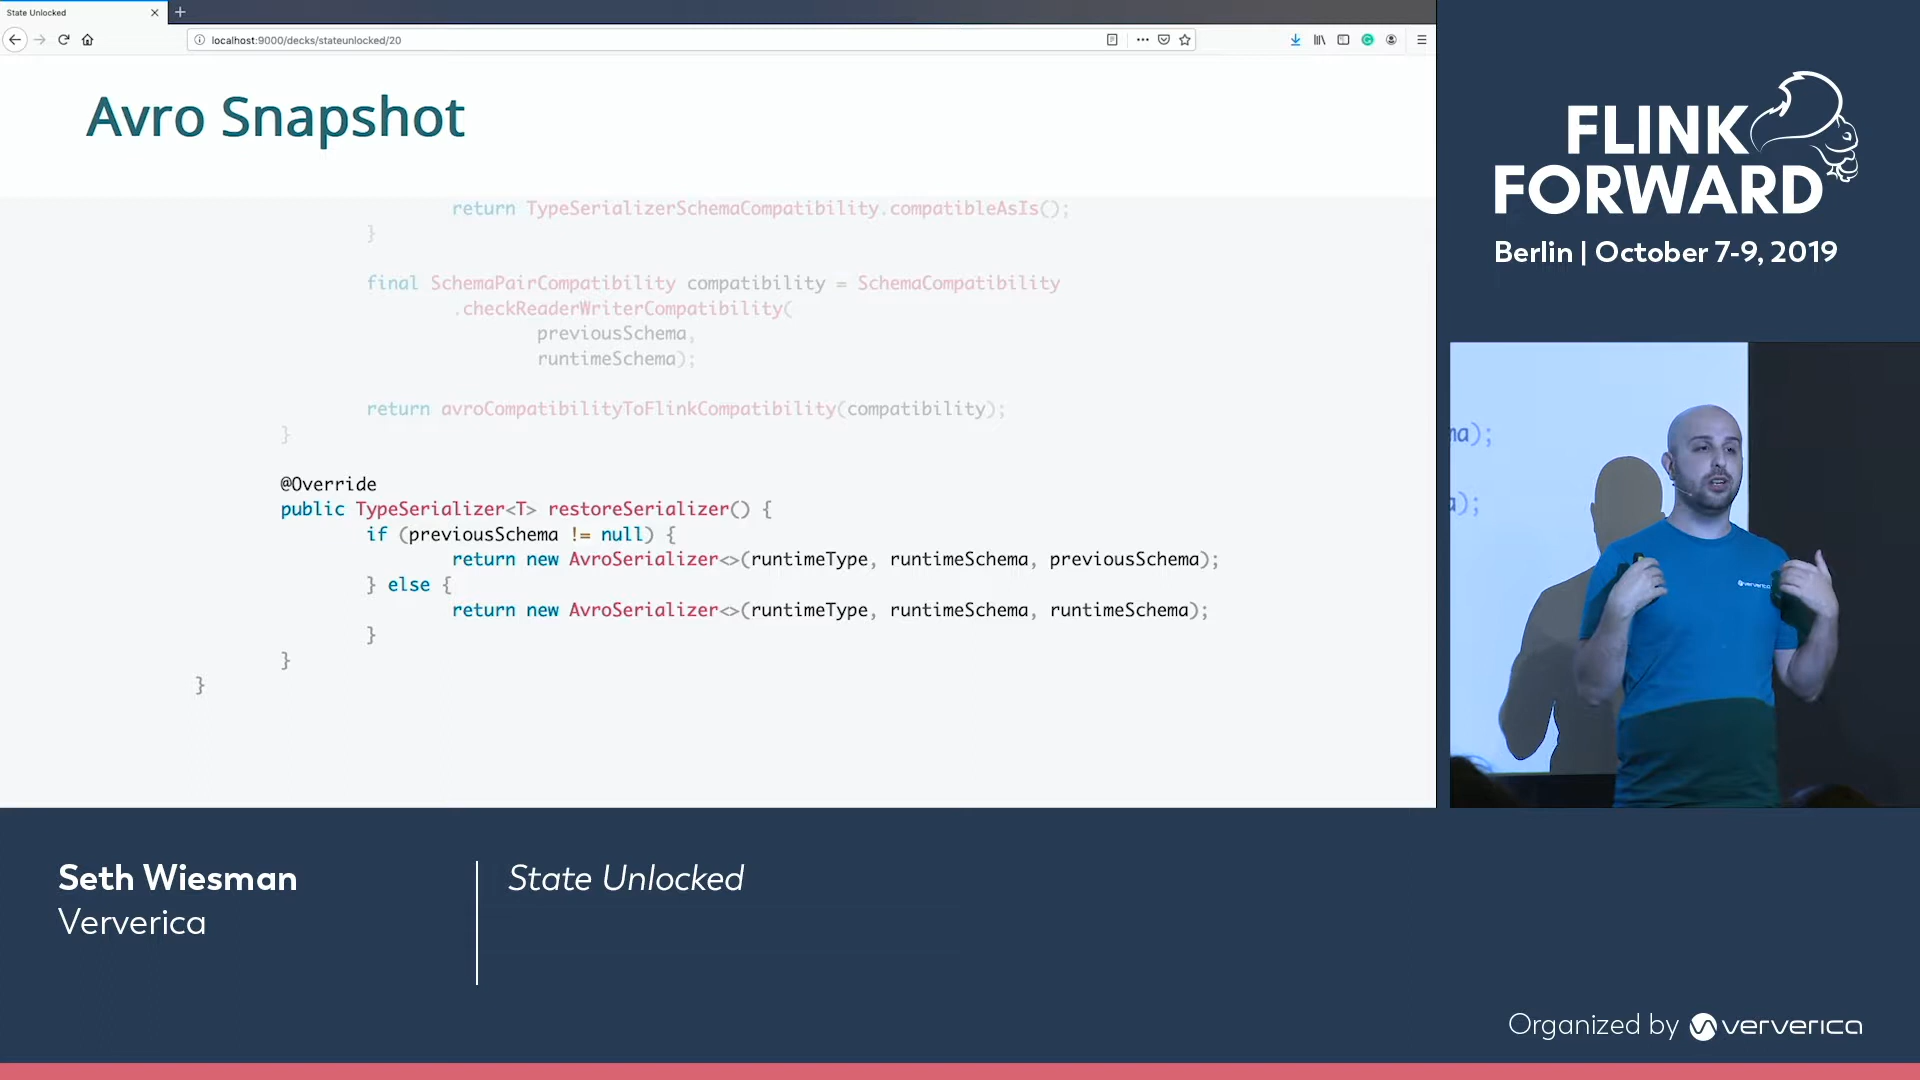 State Unlocked
localhost:9000/decks/stateunlocked/20
Avro Snapshot
return TypeSerializerSchemaCompatibility.compatibleAsIs();
}
final SchemaPairCompatibility compatibility = SchemaCompatibility
.checkReaderWriterCompatibility(
previousSchema,
runtimeSchema);
return avroCompatibilityToFlinkCompatibility(compatibility);
}
@Override
public TypeSerializer<T> restoreSerializer() {
if (previousSchema != null) {
return new AvroSerializer<>(runtimeType, runtimeSchema, previousSchema);
} else {
return new AvroSerializer<>(runtimeType, runtimeSchema, runtimeSchema);
}
}
}
FLINK
FORWARD
Berlin | October 7-9, 2019
ma);
a);
ververica
Seth Wiesman
Ververica
State Unlocked
Organized by ververica